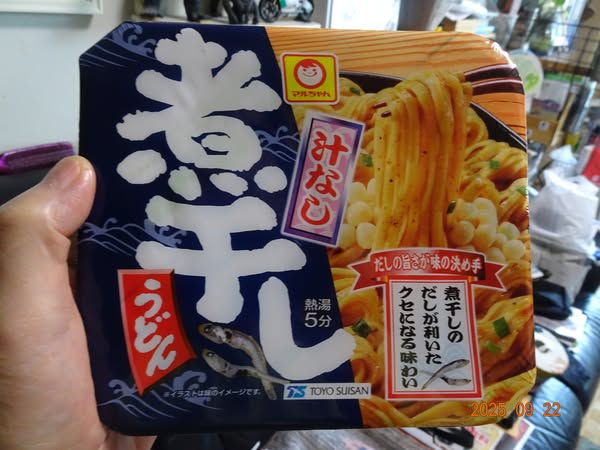 マルちゃん
煮干し
汁なし
うどん
熱湯
5分
だしの旨さが味の決め手
煮干しの
だしが利いた
クセになる味わい
※イラストは味のイメージです。
TS TOYO SUISAN
2025 09 22